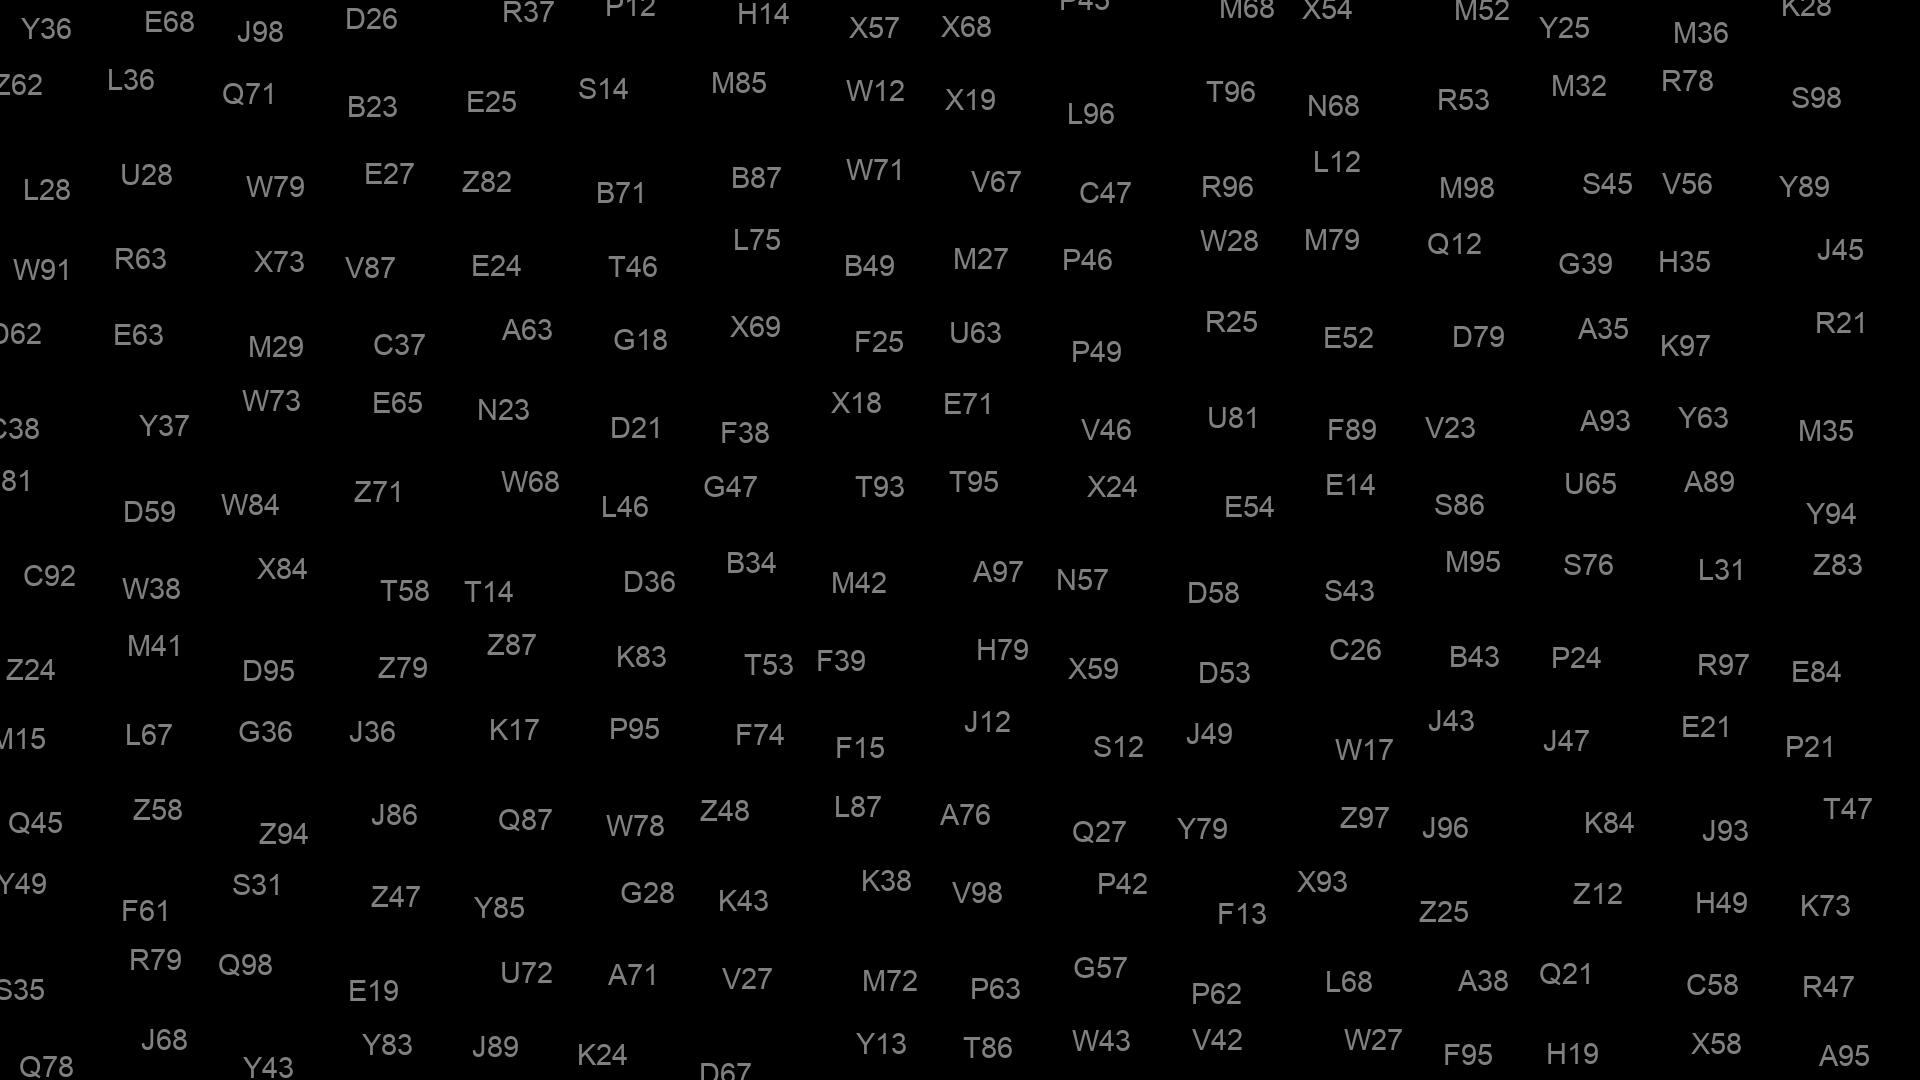 Y36 E68 J98 D26 R37 P12 H14 X57 X68 P45 M68 X54 M52 Y25 M36 K28
Z62 L36 Q71 B23 E25 S14 M85 W12 X19 L96 T96 N68 R53 M32 R78 S98
L28 U28 W79 E27 Z82 B71 B87 W71 V67 C47 R96 L12 M98 S45 V56 Y89
W91 R63 X73 V87 E24 T46 L75 B49 M27 P46 W28 M79 Q12 G39 H35 J45
62 E63 M29 C37 A63 G18 X69 F25 U63 P49 R25 E52 D79 A35 K97 R21
C38 Y37 W73 E65 N23 D21 F38 X18 E71 V46 U81 F89 V23 A93 Y63 M35
81 D59 W84 Z71 W68 L46 G47 T93 T95 X24 E54 E14 S86 U65 A89 Y94
C92 W38 X84 T58 T14 D36 B34 M42 A97 N57 D58 S43 M95 S76 L31 Z83
Z24 M41 D95 Z79 Z87 K83 T53 F39 H79 X59 D53 C26 B43 P24 R97 E84
M15 L67 G36 J36 K17 P95 F74 F15 J12 S12 J49 W17 J43 J47 E21 P21
Q45 Z58 Z94 J86 Q87 W78 Z48 L87 A76 Q27 Y79 Z97 J96 K84 J93 T47
Y49 F61 S31 Z47 Y85 G28 K43 K38 V98 P42 F13 X93 Z25 Z12 H49 K73
S35 R79 Q98 E19 U72 A71 V27 M72 P63 G57 P62 L68 A38 Q21 C58 R47
Q78 J68 Y43 Y83 J89 K24 D67 Y13 T86 W43 V42 W27 F95 H19 X58 A95